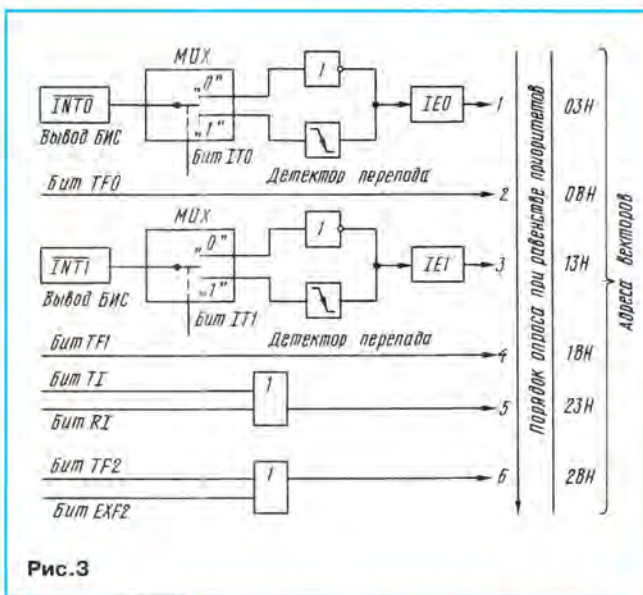 MUX
INT0
Вывод БИС
„0"
„1"
Бит IT0
1
Детектор перепада
IE0
1
03H
Бит TF0
2
0BH
MUX
INT1
Вывод БИС
„0"
„1"
Бит IT1
1
Детектор перепада
IE1
3
13H
Бит TF1
4
1BH
Бит TI
Бит RI
1
5
23H
Бит TF2
Бит EXF2
1
6
2BH
Порядок опроса при равенстве приоритетов
Адреса векторов
Рис.3